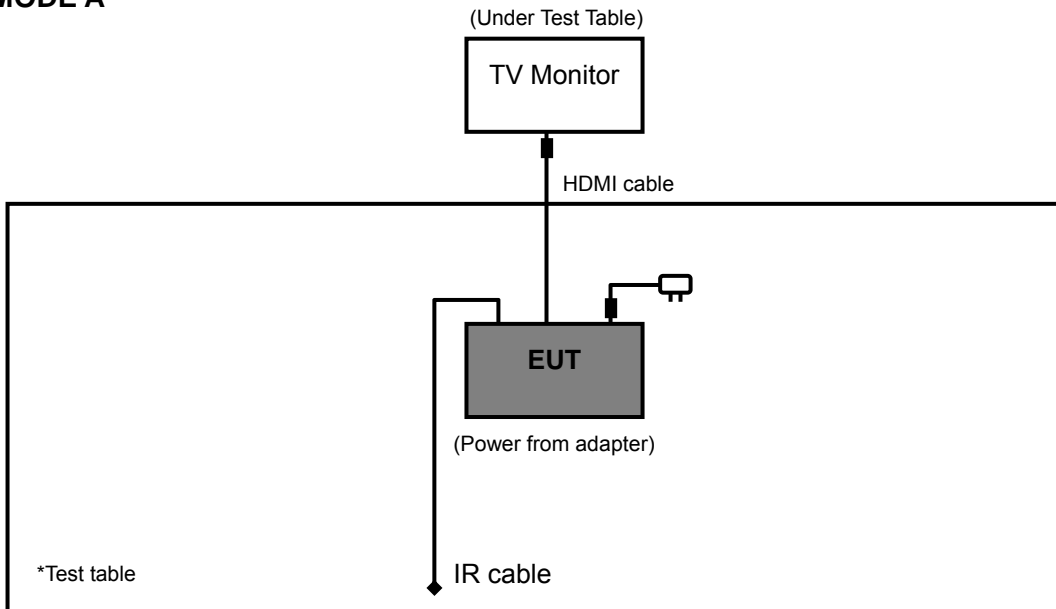 MODE A
(Under Test Table)
TV Monitor
HDMI cable
EUT
(Power from adapter)
*Test table
IR cable